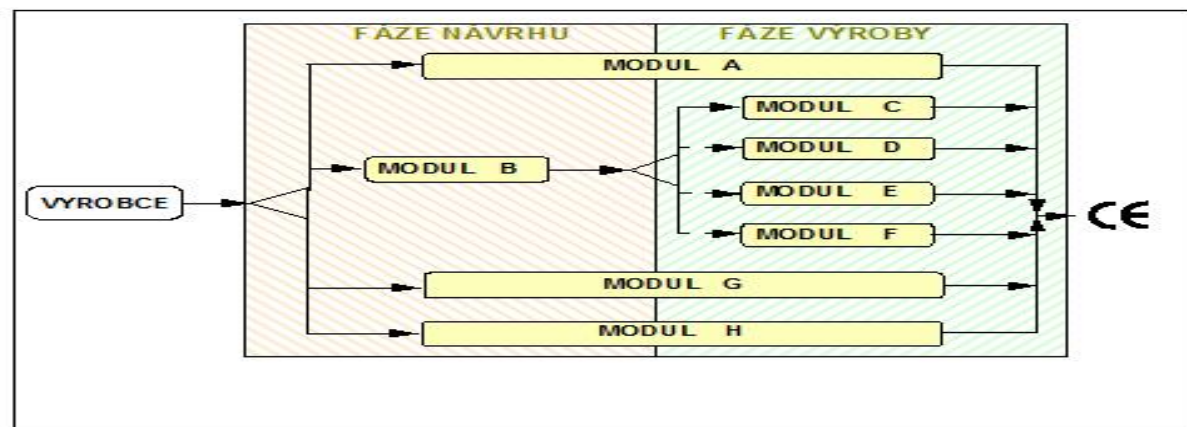 FÁZE NÁVRHU
FÁZE VÝROBY
MODUL A
MODUL C
MODUL D
MODUL B
MODUL E
VYROBCE
CE
MODUL F
MODUL G
MODUL H